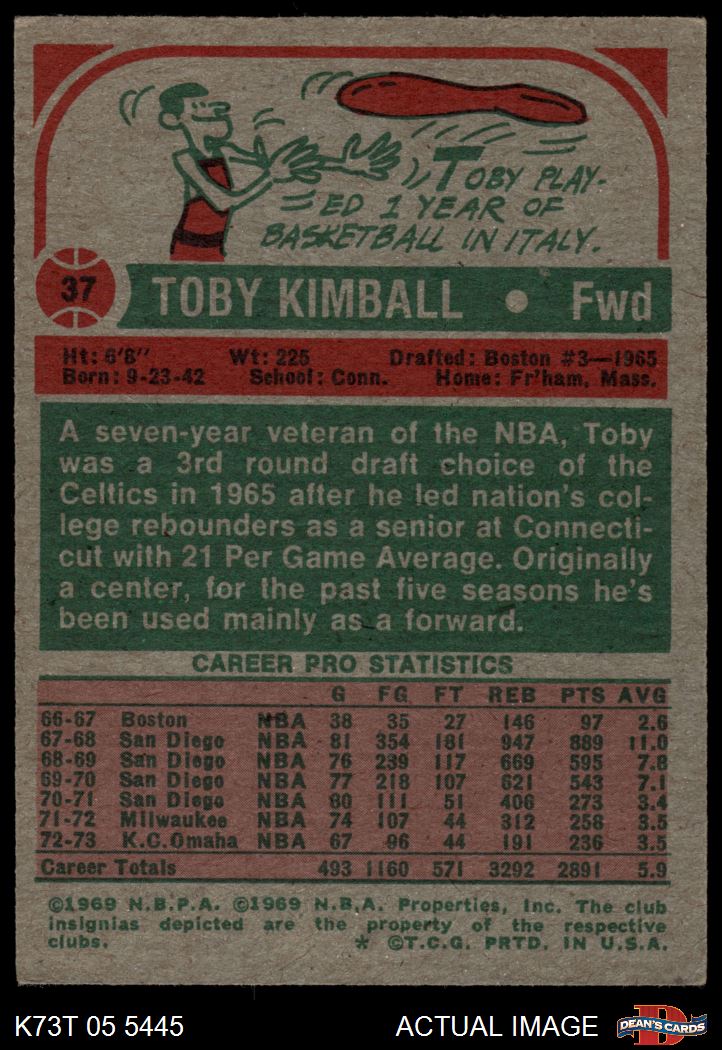 TOBY PLAY-
ED 1 YEAR OF
BASKETBALL IN ITALY.
37 TOBY KIMBALL • Fwd
Ht: 6'8" Wt: 225 Drafted: Boston #3—1965
Born: 9-23-42 School: Conn. Home: Fr'ham, Mass.
A seven-year veteran of the NBA, Toby
was a 3rd round draft choice of the
Celtics in 1965 after he led nation's col-
lege rebounders as a senior at Connecti-
cut with 21 Per Game Average. Originally
a center, for the past five seasons he's
been used mainly as a forward.
CAREER PRO STATISTICS
G FG FT REB PTS AVG
66-67 Boston NBA 38 35 27 146 97 2.6
67-68 San Diego NBA 81 354 181 947 889 11.0
68-69 San Diego NBA 76 239 117 669 595 7.8
69-70 San Diego NBA 77 218 107 621 543 7.1
70-71 San Diego NBA 80 111 51 406 273 3.4
71-72 Milwaukee NBA 74 107 44 312 258 3.5
72-73 K.C.Omaha NBA 67 96 44 191 236 3.5
Career Totals 493 1160 571 3292 2891 5.9
©1969 N.B.P.A. ©1969 N.B.A. Properties, Inc. The club
insignias depicted are the property of the respective
clubs. * ©T.C.G. PRTD. IN U.S.A.
K73T 05 5445 ACTUAL IMAGE D DEAN'S CARDS